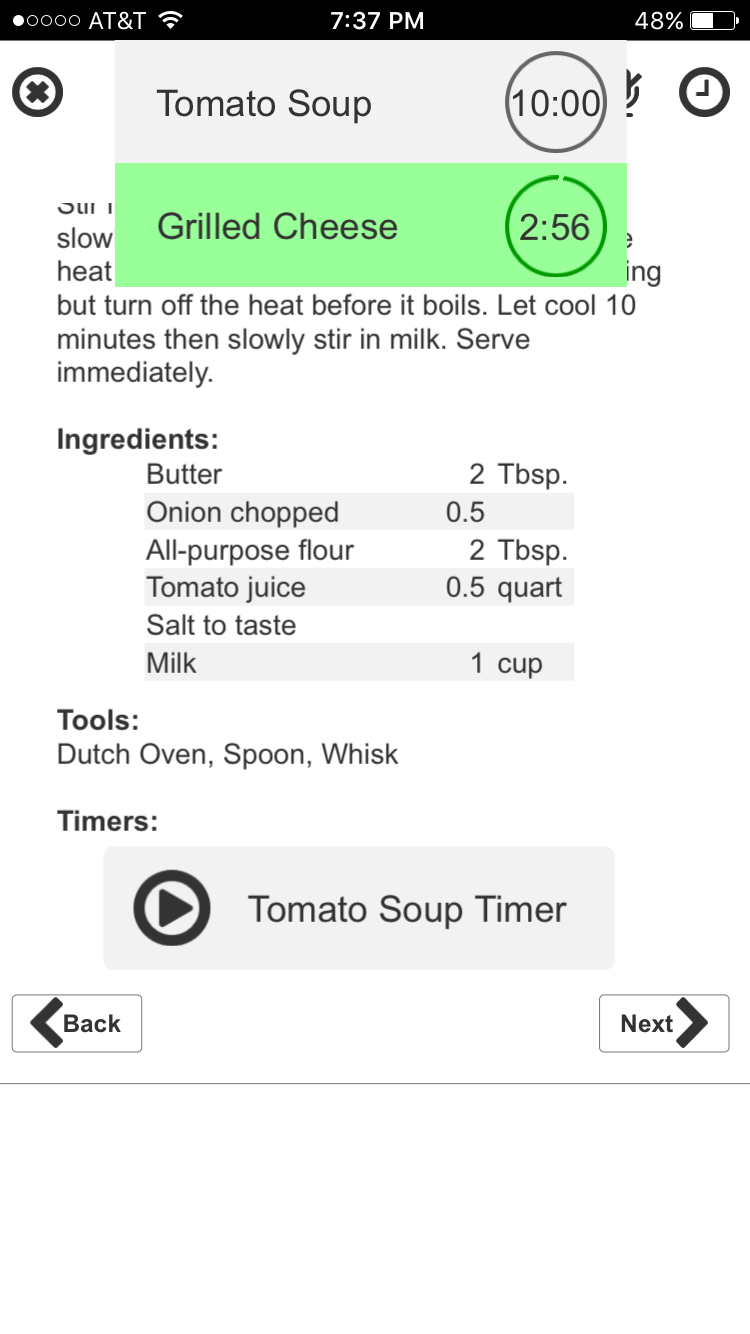 AT&T 7:37 PM 48%
Tomato Soup 10:00
Grilled Cheese 2:56
slow
heat ing
but turn off the heat before it boils. Let cool 10
minutes then slowly stir in milk. Serve
immediately.
Ingredients:
Butter 2 Tbsp.
Onion chopped 0.5
All-purpose flour 2 Tbsp.
Tomato juice 0.5 quart
Salt to taste
Milk 1 cup
Tools:
Dutch Oven, Spoon, Whisk
Timers:
Tomato Soup Timer
Back Next